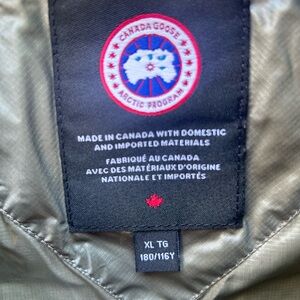 CANADA GOOSE
ARCTIC PROGRAM
MADE IN CANADA WITH DOMESTIC
AND IMPORTED MATERIALS
FABRIQUÉ AU CANADA
AVEC DES MATÉRIAUX D'ORIGINE
NATIONALE ET IMPORTÉS
XL TG
180/116Y